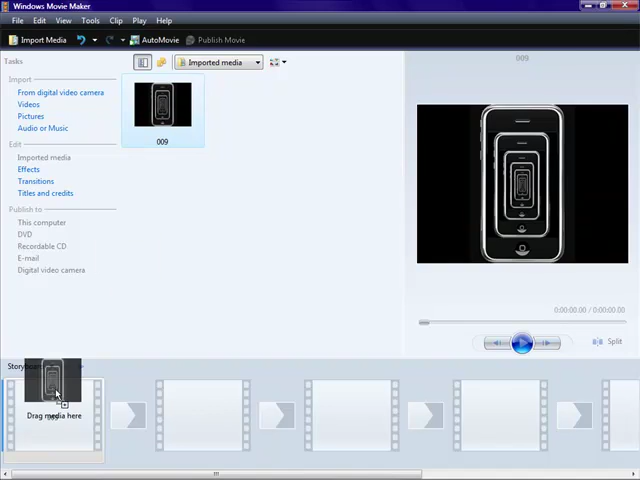 Windows Movie Maker
File Edit View Tools Clip Play Help
Import Media AutoMovie Publish Movie
Tasks
Imported media
009
Import
From digital video camera
Videos
Pictures
Audio or Music
009
Edit
Imported media
Effects
Transitions
Titles and credits
Publish to
This computer
DVD
Recordable CD
E-mail
Digital video camera
0:00:00.00 / 0:00:00.00
Split
Drag media here